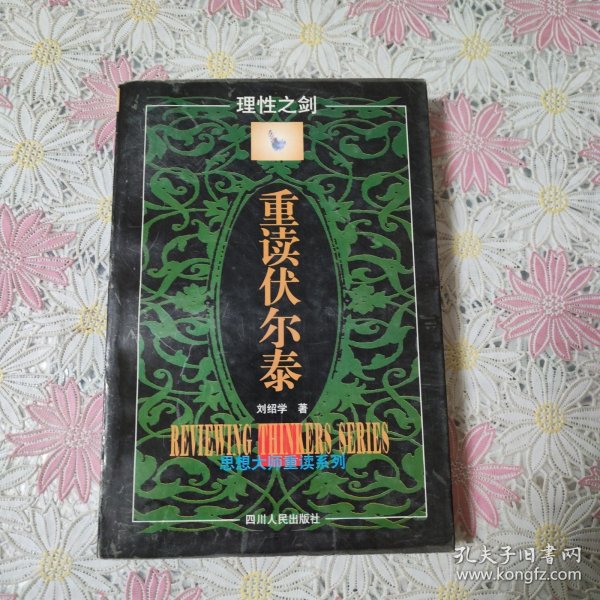 理性之剑
重读伏尔泰
刘绍学 著
REVIEWING THINKERS SERIES
思想大师重读系列
四川人民出版社
孔夫子旧书网
www.kongfz.com